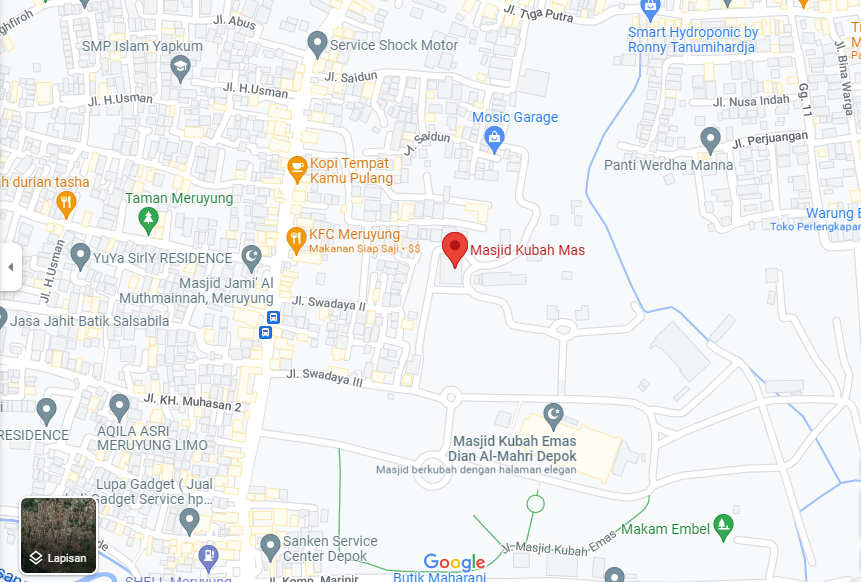 ghfiroh
Jl. Abus
Jl. Tiga Putra
SMP Islam Yapkum
Service Shock Motor
Smart Hydroponic by
Ronny Tanumihardja
Jl. Bina Warga
Jl. Saidun
Jl. H.Usman
Jl. H.Usman
Gg. 11
Jl. Nusa Indah
Mosic Garage
Jl. Saidun
Jl. Perjuangan
Kopi Tempat
Kamu Pulang
Panti Werdha Manna
h durian tasha
Taman Meruyung
Warung
Toko Perlengkapan
KFC Meruyung
Makanan Siap Saji • $$
Masjid Kubah Mas
Jl. H.Usman
YuYa SirlY RESIDENCE
Masjid Jami' Al
Muthmainnah, Meruyung
Jl. Swadaya II
Jasa Jahit Batik Salsabila
Jl. Swadaya III
Jl. KH. Muhasan 2
RESIDENCE
AQILA ASRI
MERUYUNG LIMO
Masjid Kubah Emas
Dian Al-Mahri Depok
Masjid berkubah dengan halaman elegan
Lupa Gadget ( Jual
Gadget Service hp...
Makam Embel
Jl. Masjid Kubah Emas
Sanken Service
Center Depok
Lapisan
Google
SHELL Meruyung
Jl. Komp. Marinir
Butik Maharani